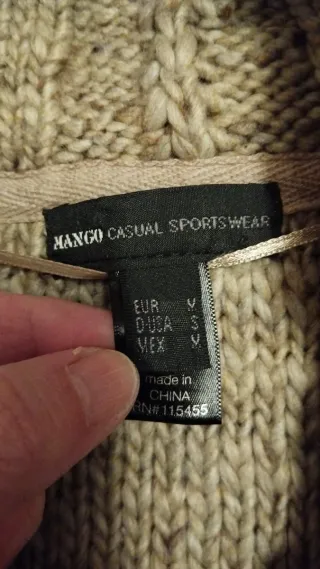 MANGO CASUAL SPORTSWEAR
EUR M
D·USA S
MEX M
made in
CHINA
RN# 115455